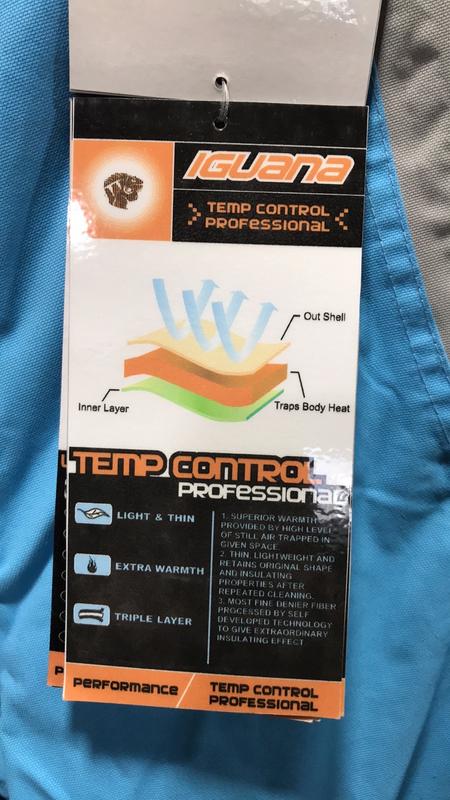 IGUANA
TEMP CONTROL
PROFESSIONAL
Out Shell
Inner Layer
Traps Body Heat
TEMP CONTROL
PROFESSIONAL
LIGHT & THIN
EXTRA WARMTH
TRIPLE LAYER
1. SUPERIOR WARMTH
PROVIDED BY HIGH LEVEL
OF STILL AIR TRAPPED IN
GIVEN SPACE
2. THIN, LIGHTWEIGHT AND
RETAINS ORIGINAL SHAPE
AND INSULATING
PROPERTIES AFTER
REPEATED CLEANING.
3. MOST FINE DENIER FIBER
PROCESSED BY SELF
DEVELOPED TECHNOLOGY
TO GIVE EXTRAORDINARY
INSULATING EFFECT
PERFORMANCE
TEMP CONTROL
PROFESSIONAL